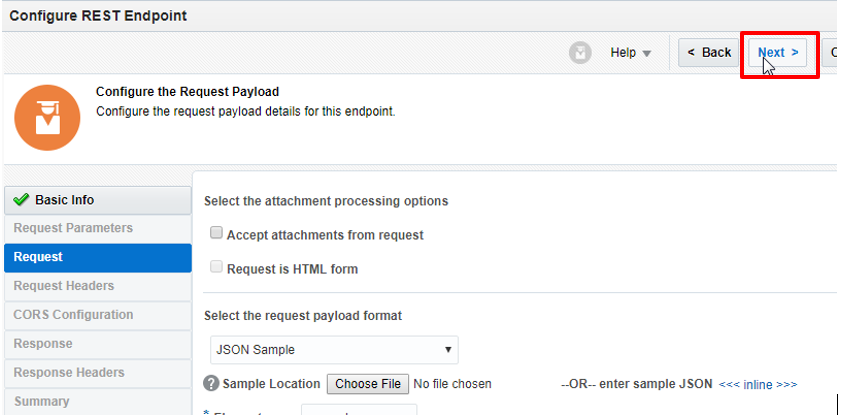 Configure REST Endpoint
Help
< Back
Next >
Configure the Request Payload
Configure the request payload details for this endpoint.
Basic Info
Request Parameters
Request
Request Headers
CORS Configuration
Response
Response Headers
Summary
Select the attachment processing options
Accept attachments from request
Request is HTML form
Select the request payload format
JSON Sample
? Sample Location Choose File No file chosen --OR-- enter sample JSON <<< inline >>>